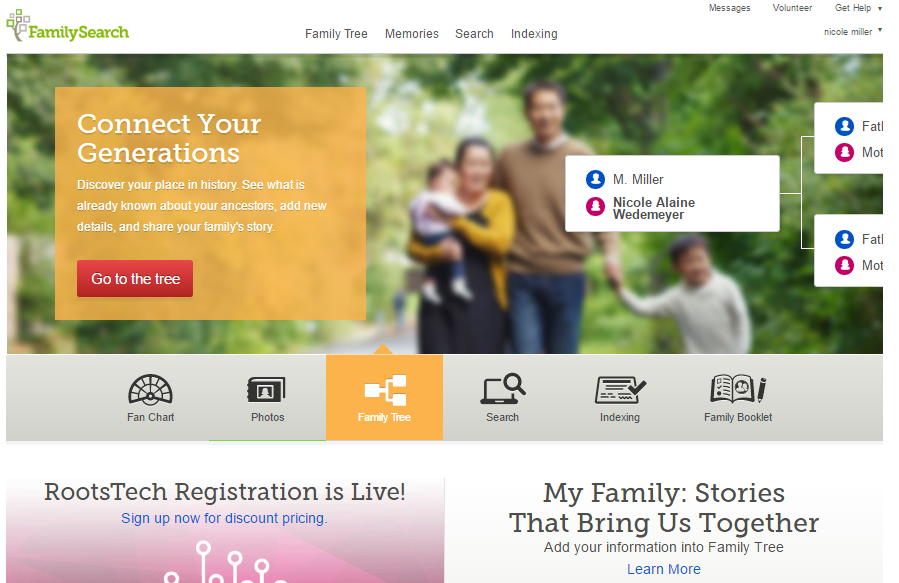 Messages Volunteer Get Help
FamilySearch
Family Tree Memories Search Indexing
nicole miller
Connect Your
Generations
Discover your place in history. See what is
already known about your ancestors, add new
details, and share your family's story.
Go to the tree
M. Miller
Nicole Alaine
Wedemeyer
Fath
Mot
Fath
Mot
Fan Chart Photos Family Tree Search Indexing Family Booklet
RootsTech Registration is Live!
Sign up now for discount pricing.
My Family: Stories
That Bring Us Together
Add your information into Family Tree
Learn More